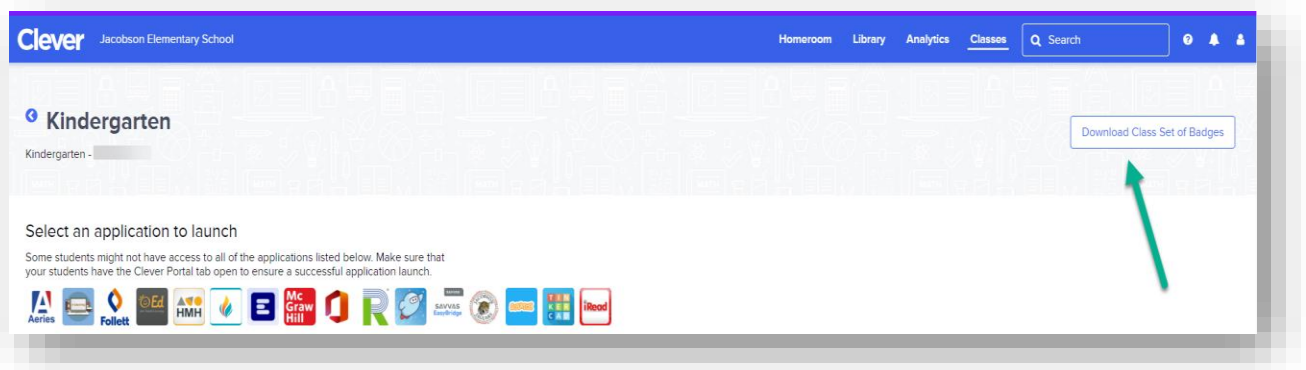 Clever Jacobson Elementary School Homeroom Library Analytics Classes Search
Kindergarten
Download Class Set of Badges
Kindergarten -
Select an application to launch
Some students might not have access to all of the applications listed below. Make sure that
your students have the Clever Portal tab open to ensure a successful application launch.
Aeries
Follett
Ed
HMH
E
Mc
Graw
Hill
R
SAVVAS
EasyBridge
iRead